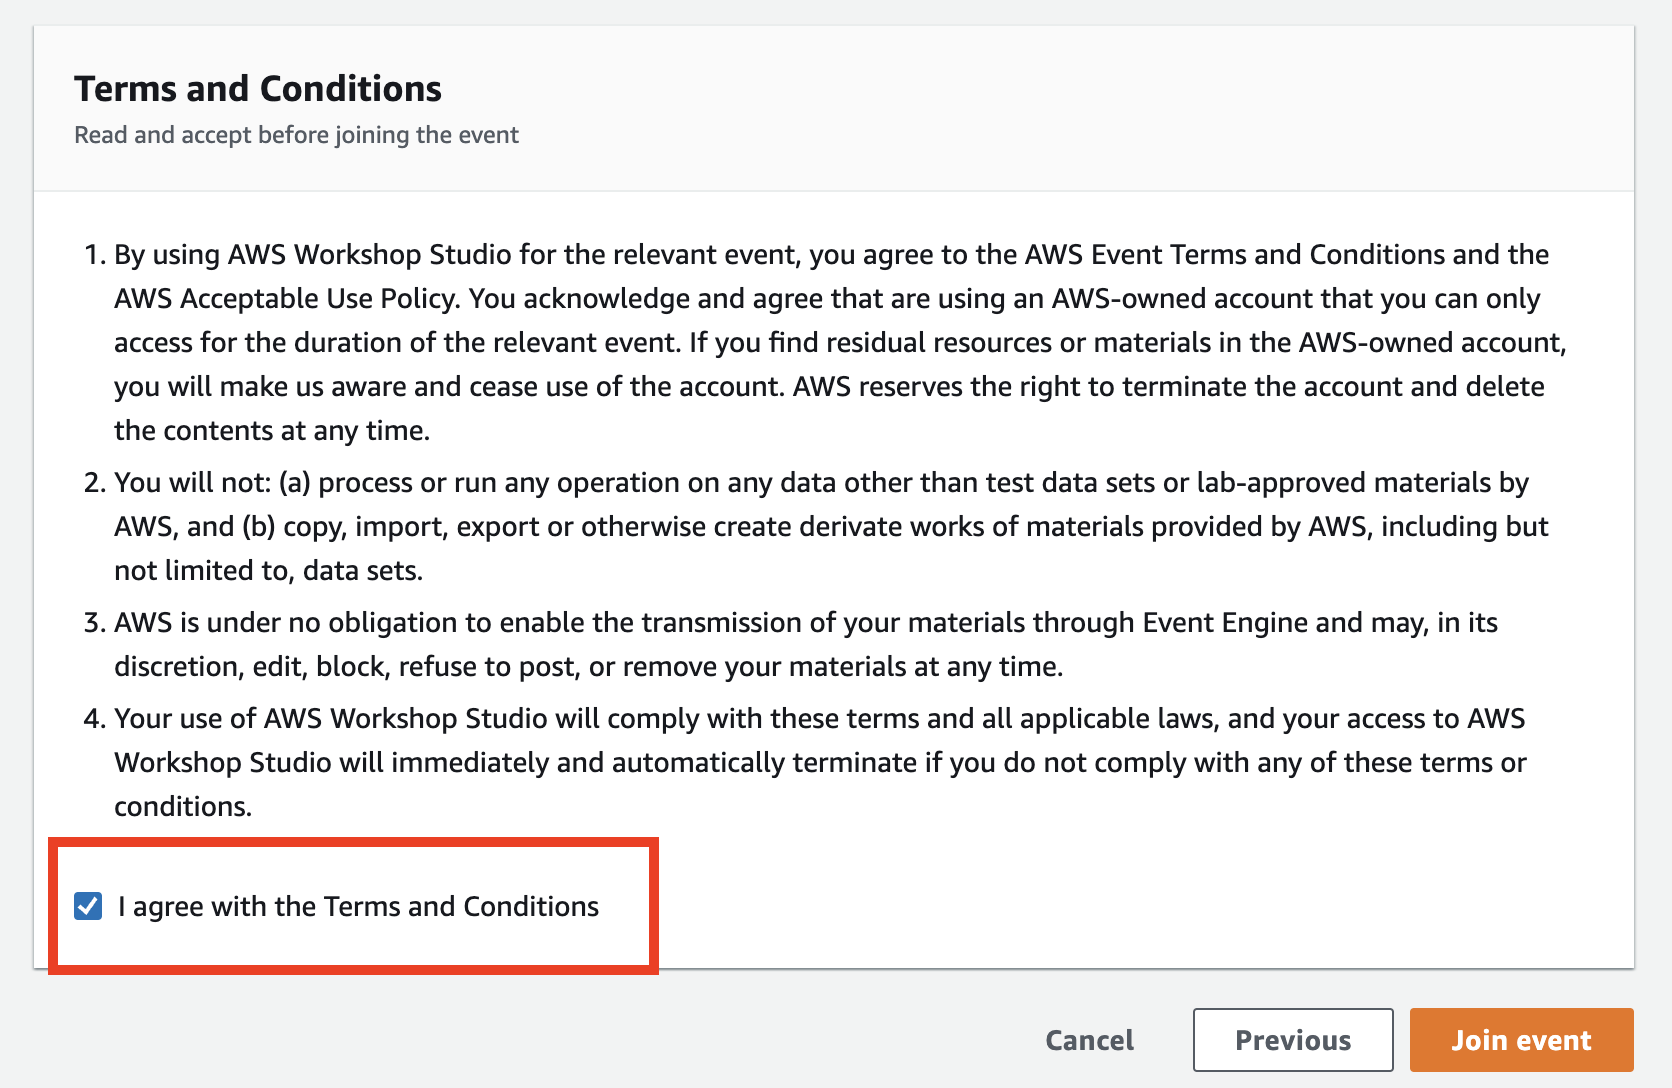 Terms and Conditions
Read and accept before joining the event
1. By using AWS Workshop Studio for the relevant event, you agree to the AWS Event Terms and Conditions and the
AWS Acceptable Use Policy. You acknowledge and agree that are using an AWS-owned account that you can only
access for the duration of the relevant event. If you find residual resources or materials in the AWS-owned account,
you will make us aware and cease use of the account. AWS reserves the right to terminate the account and delete
the contents at any time.
2. You will not: (a) process or run any operation on any data other than test data sets or lab-approved materials by
AWS, and (b) copy, import, export or otherwise create derivate works of materials provided by AWS, including but
not limited to, data sets.
3. AWS is under no obligation to enable the transmission of your materials through Event Engine and may, in its
discretion, edit, block, refuse to post, or remove your materials at any time.
4. Your use of AWS Workshop Studio will comply with these terms and all applicable laws, and your access to AWS
Workshop Studio will immediately and automatically terminate if you do not comply with any of these terms or
conditions.
I agree with the Terms and Conditions
Cancel
Previous
Join event